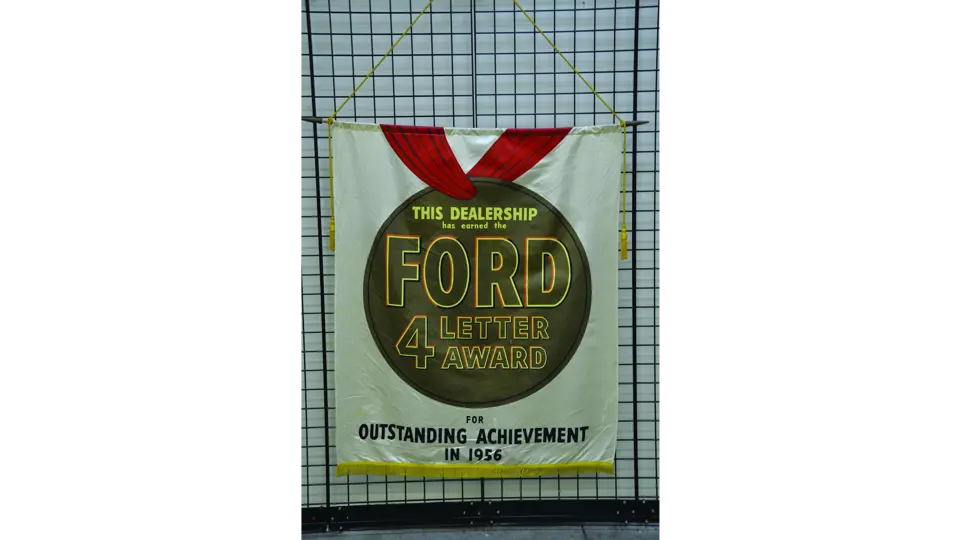 THIS DEALERSHIP
has earned the
FORD
4 LETTER
AWARD
FOR
OUTSTANDING ACHIEVEMENT
IN 1956